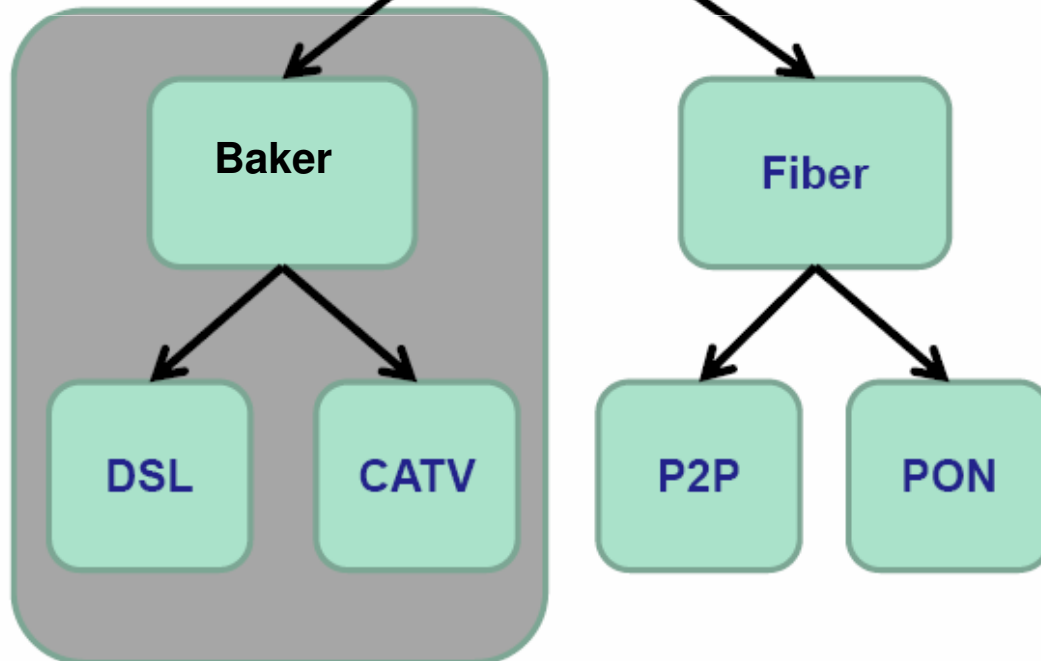 Baker
Fiber
DSL
CATV
P2P
PON